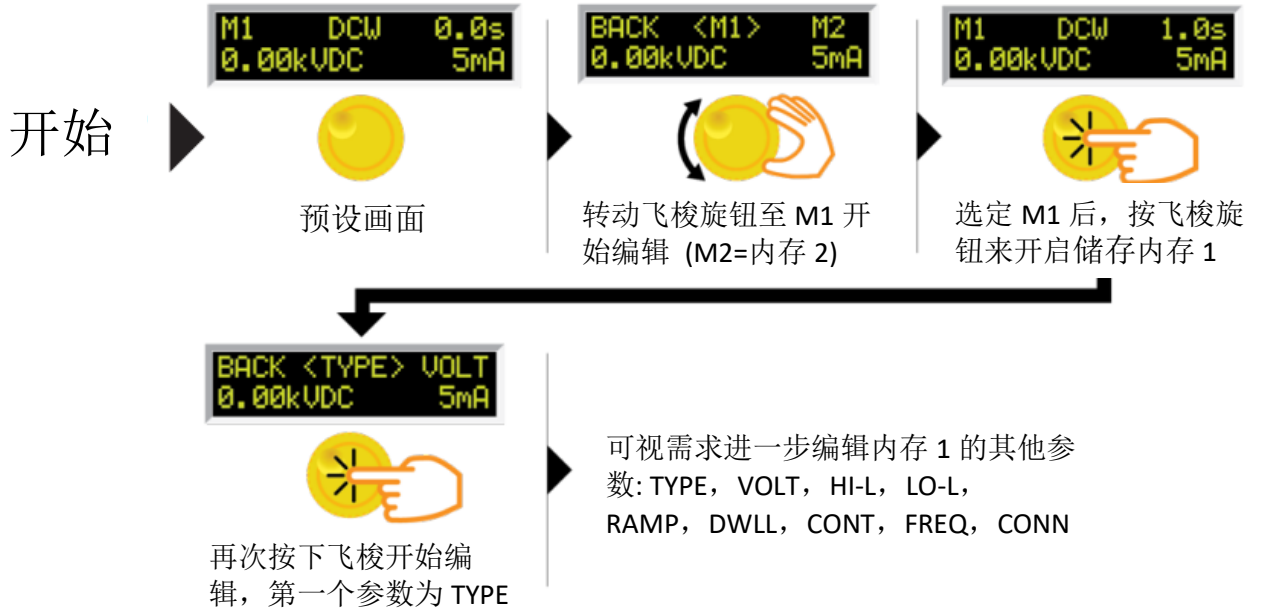 M1 DCW 0.0s
0.00kVDC 5mA
BACK <M1> M2
0.00kVDC 5mA
M1 DCW 1.0s
0.00kVDC 5mA
开始
预设画面
转动飞梭旋钮至 M1 开
始编辑 (M2=内存 2)
选定 M1 后，按飞梭旋
钮来开启储存内存 1
BACK <TYPE> VOLT
0.00kVDC 5mA
再次按下飞梭开始编
辑，第一个参数为 TYPE
可视需求进一步编辑内存 1 的其他参
数: TYPE，VOLT，HI-L，LO-L，
RAMP，DWLL，CONT，FREQ，CONN